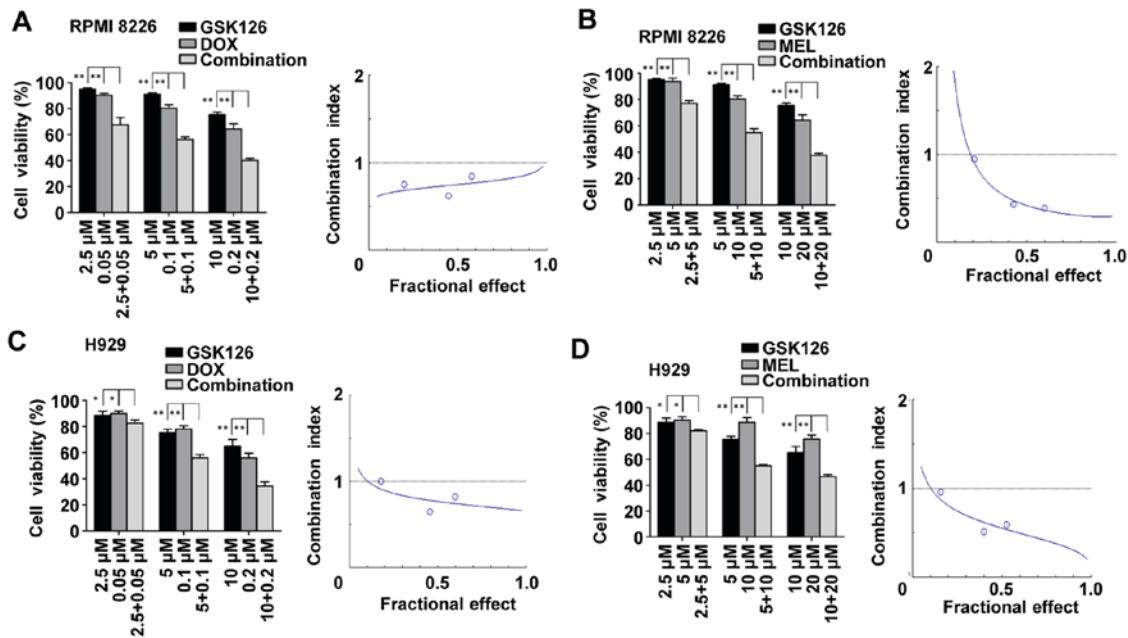 A
RPMI 8226
GSK126
DOX
Combination
** ** ** ** ** **
Cell viability (%)
100
80
60
40
20
0
2.5 µM
0.05 µM
2.5+0.05 µM
5 µM
0.1 µM
5+0.1 µM
10 µM
0.2 µM
10+0.2 µM
Combination index
2
1
0
0.5
1.0
Fractional effect
B
RPMI 8226
GSK126
MEL
Combination
** ** ** ** ** **
Cell viability (%)
100
80
60
40
20
0
2.5 µM
5 µM
2.5+5 µM
5 µM
10 µM
5+10 µM
10 µM
20 µM
10+20 µM
Combination index
2
1
0
0.5
1.0
Fractional effect
C
H929
GSK126
DOX
Combination
* * ** ** ** **
Cell viability (%)
100
80
60
40
20
0
2.5 µM
0.05 µM
2.5+0.05 µM
5 µM
0.1 µM
5+0.1 µM
10 µM
0.2 µM
10+0.2 µM
Combination index
2
1
0
0.5
1.0
Fractional effect
D
H929
GSK126
MEL
Combination
* * ** ** ** **
Cell viability (%)
100
80
60
40
20
0
2.5 µM
5 µM
2.5+5 µM
5 µM
10 µM
5+10 µM
10 µM
20 µM
10+20 µM
Combination index
2
1
0
0.5
1.0
Fractional effect